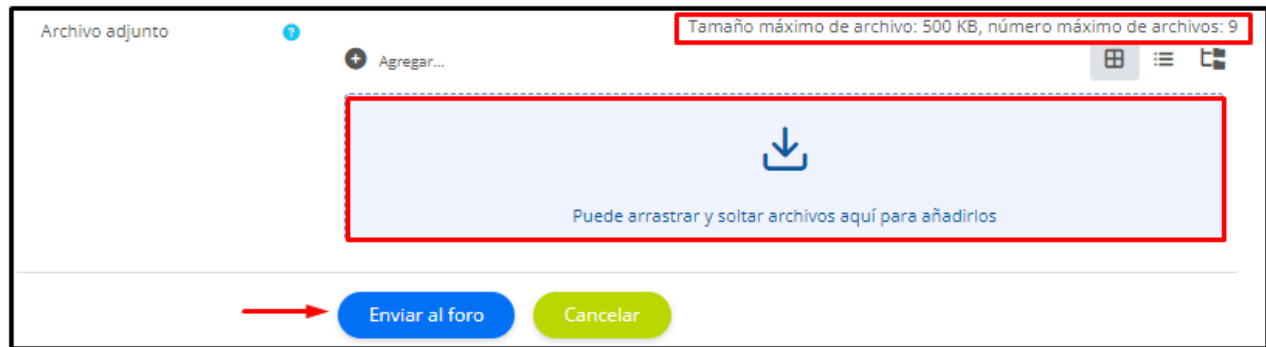 Archivo adjunto
Tamaño máximo de archivo: 500 KB, número máximo de archivos: 9
Agregar...
Puede arrastrar y soltar archivos aquí para añadirlos
Enviar al foro
Cancelar